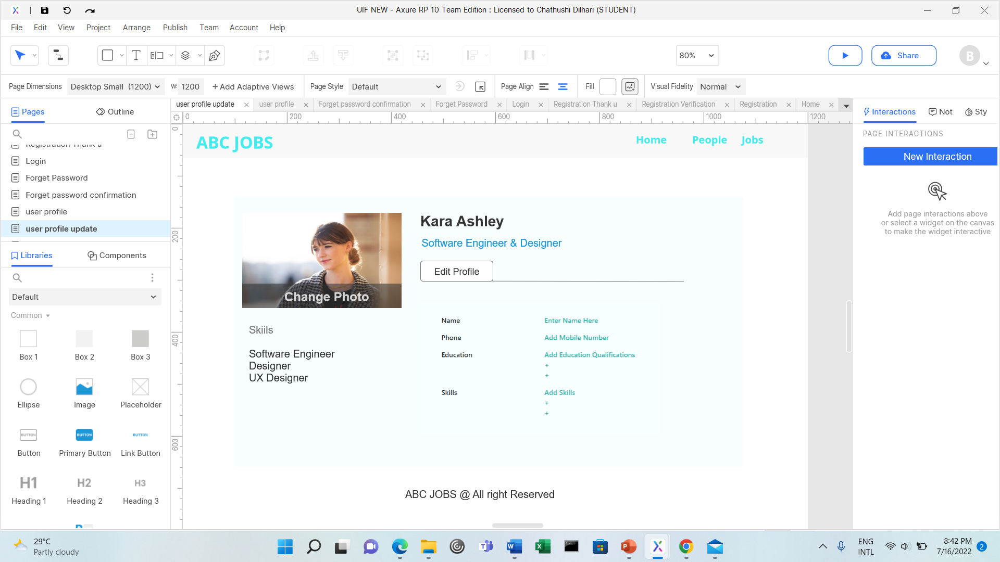 UIF NEW - Axure RP 10 Team Edition : Licensed to Chathushi Dilhari (STUDENT)
File Edit View Project Arrange Publish Team Account Help
80% Share B
Page Dimensions Desktop Small (1200) W: 1200 + Add Adaptive Views Page Style Default Page Align Fill Visual Fidelity Normal
Pages Outline
user profile update user profile Forget password confirmation Forget Password Login Registration Thank u Registration Verification Registration Home
Interactions Not Sty
0 200 400 600 800 1000 1200
PAGE INTERACTIONS
New Interaction
Add page interactions above
or select a widget on the canvas
to make the widget interactive
Registration Thank u
Login
Forget Password
Forget password confirmation
user profile
user profile update
Libraries Components
Default
Common
Box 1 Box 2 Box 3
Ellipse Image Placeholder
BUTTON BUTTON BUTTON
Button Primary Button Link Button
H1 H2 H3
Heading 1 Heading 2 Heading 3
0
200
400
600
ABC JOBS Home People Jobs
Kara Ashley
Software Engineer & Designer
Edit Profile
Change Photo
Skiils
Software Engineer
Designer
UX Designer
Name Enter Name Here
Phone Add Mobile Number
Education Add Education Qualifications
+
+
Skills Add Skills
+
+
ABC JOBS @ All right Reserved
29°C
Partly cloudy
ENG
INTL
8:42 PM
7/16/2022
2